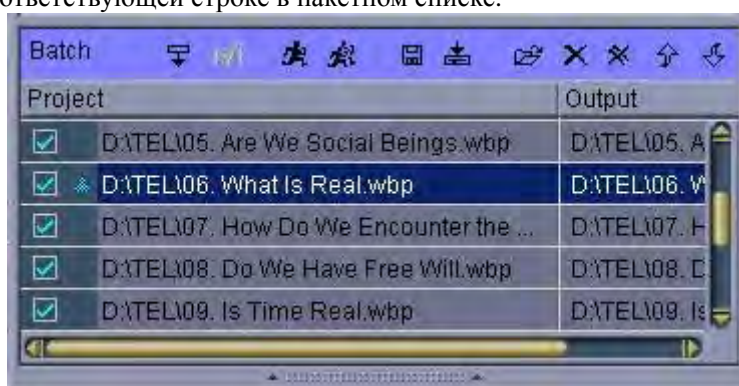 ответствующей строке в пакетном списке.
Batch
Project Output
D:\TEL\05. Are We Social Beings.wbp D:\TEL\05. A
D:\TEL\06. What Is Real.wbp D:\TEL\06. W
D:\TEL\07. How Do We Encounter the ... D:\TEL\07. H
D:\TEL\08. Do We Have Free Will.wbp D:\TEL\08. D
D:\TEL\09. Is Time Real.wbp D:\TEL\09. Is